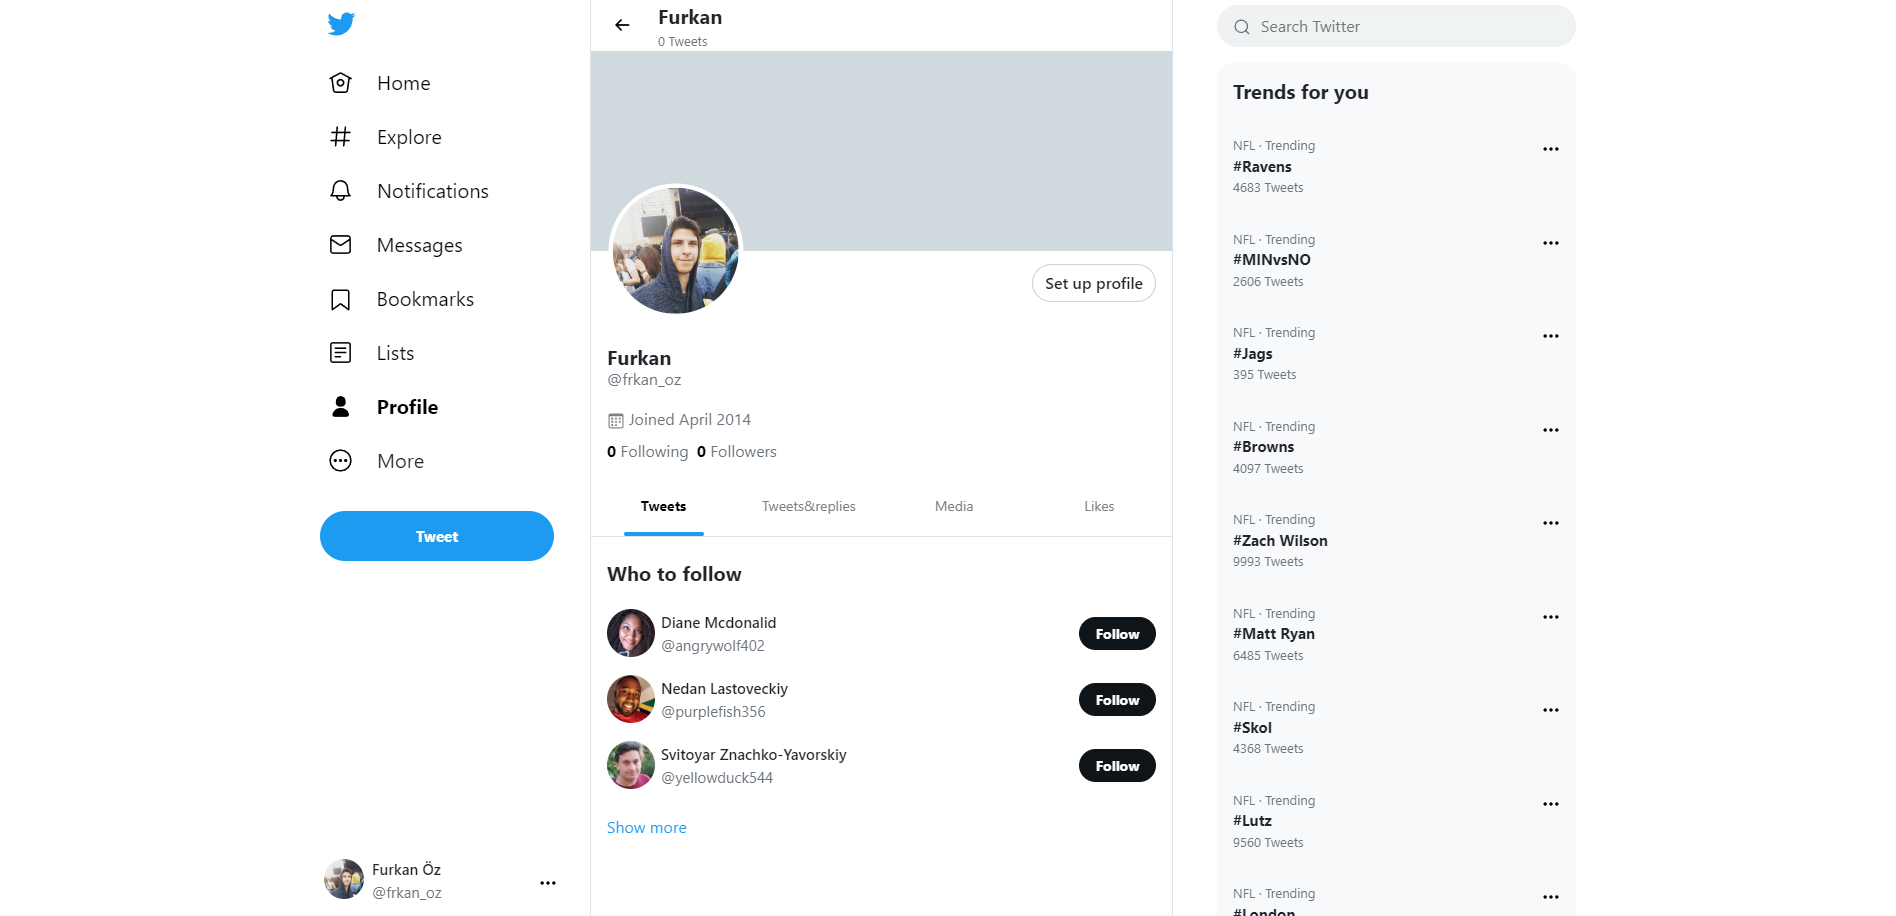 Home
Explore
Notifications
Messages
Bookmarks
Lists
Profile
More
Tweet
Furkan Öz
@frkan_oz
Furkan
0 Tweets
Set up profile
Furkan
@frkan_oz
Joined April 2014
0 Following 0 Followers
Tweets Tweets&replies Media Likes
Who to follow
Diane Mcdonalid
@angrywolf402
Follow
Nedan Lastoveckiy
@purplefish356
Follow
Svitoyar Znachko-Yavorskiy
@yellowduck544
Follow
Show more
Search Twitter
Trends for you
NFL · Trending
#Ravens
4683 Tweets
NFL · Trending
#MINvsNO
2606 Tweets
NFL · Trending
#Jags
395 Tweets
NFL · Trending
#Browns
4097 Tweets
NFL · Trending
#Zach Wilson
9993 Tweets
NFL · Trending
#Matt Ryan
6485 Tweets
NFL · Trending
#Skol
4368 Tweets
NFL · Trending
#Lutz
9560 Tweets
NFL · Trending
#London